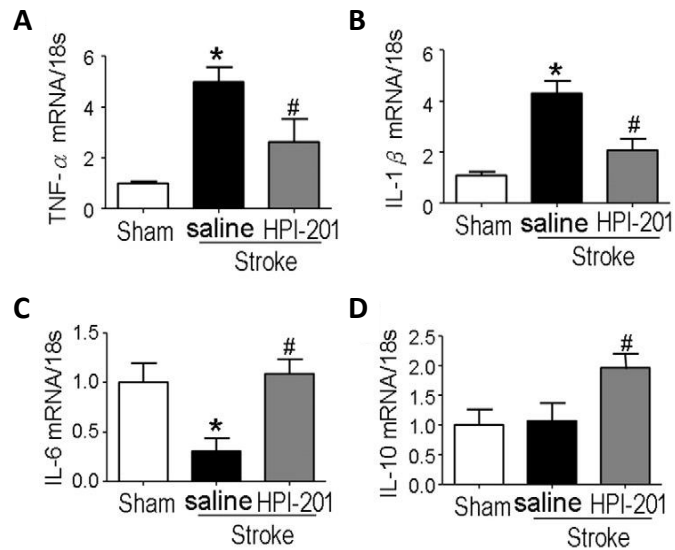 A
TNF-α mRNA/18s
6
4
2
0
*
#
Sham saline HPI-201
Stroke
B
IL-1 β mRNA/18s
6
4
2
0
*
#
Sham saline HPI-201
Stroke
C
IL-6 mRNA/18s
1.5
1.0
0.5
0.0
*
#
Sham saline HPI-201
Stroke
D
IL-10 mRNA/18s
2.5
2.0
1.5
1.0
0.5
0.0
#
Sham saline HPI-201
Stroke